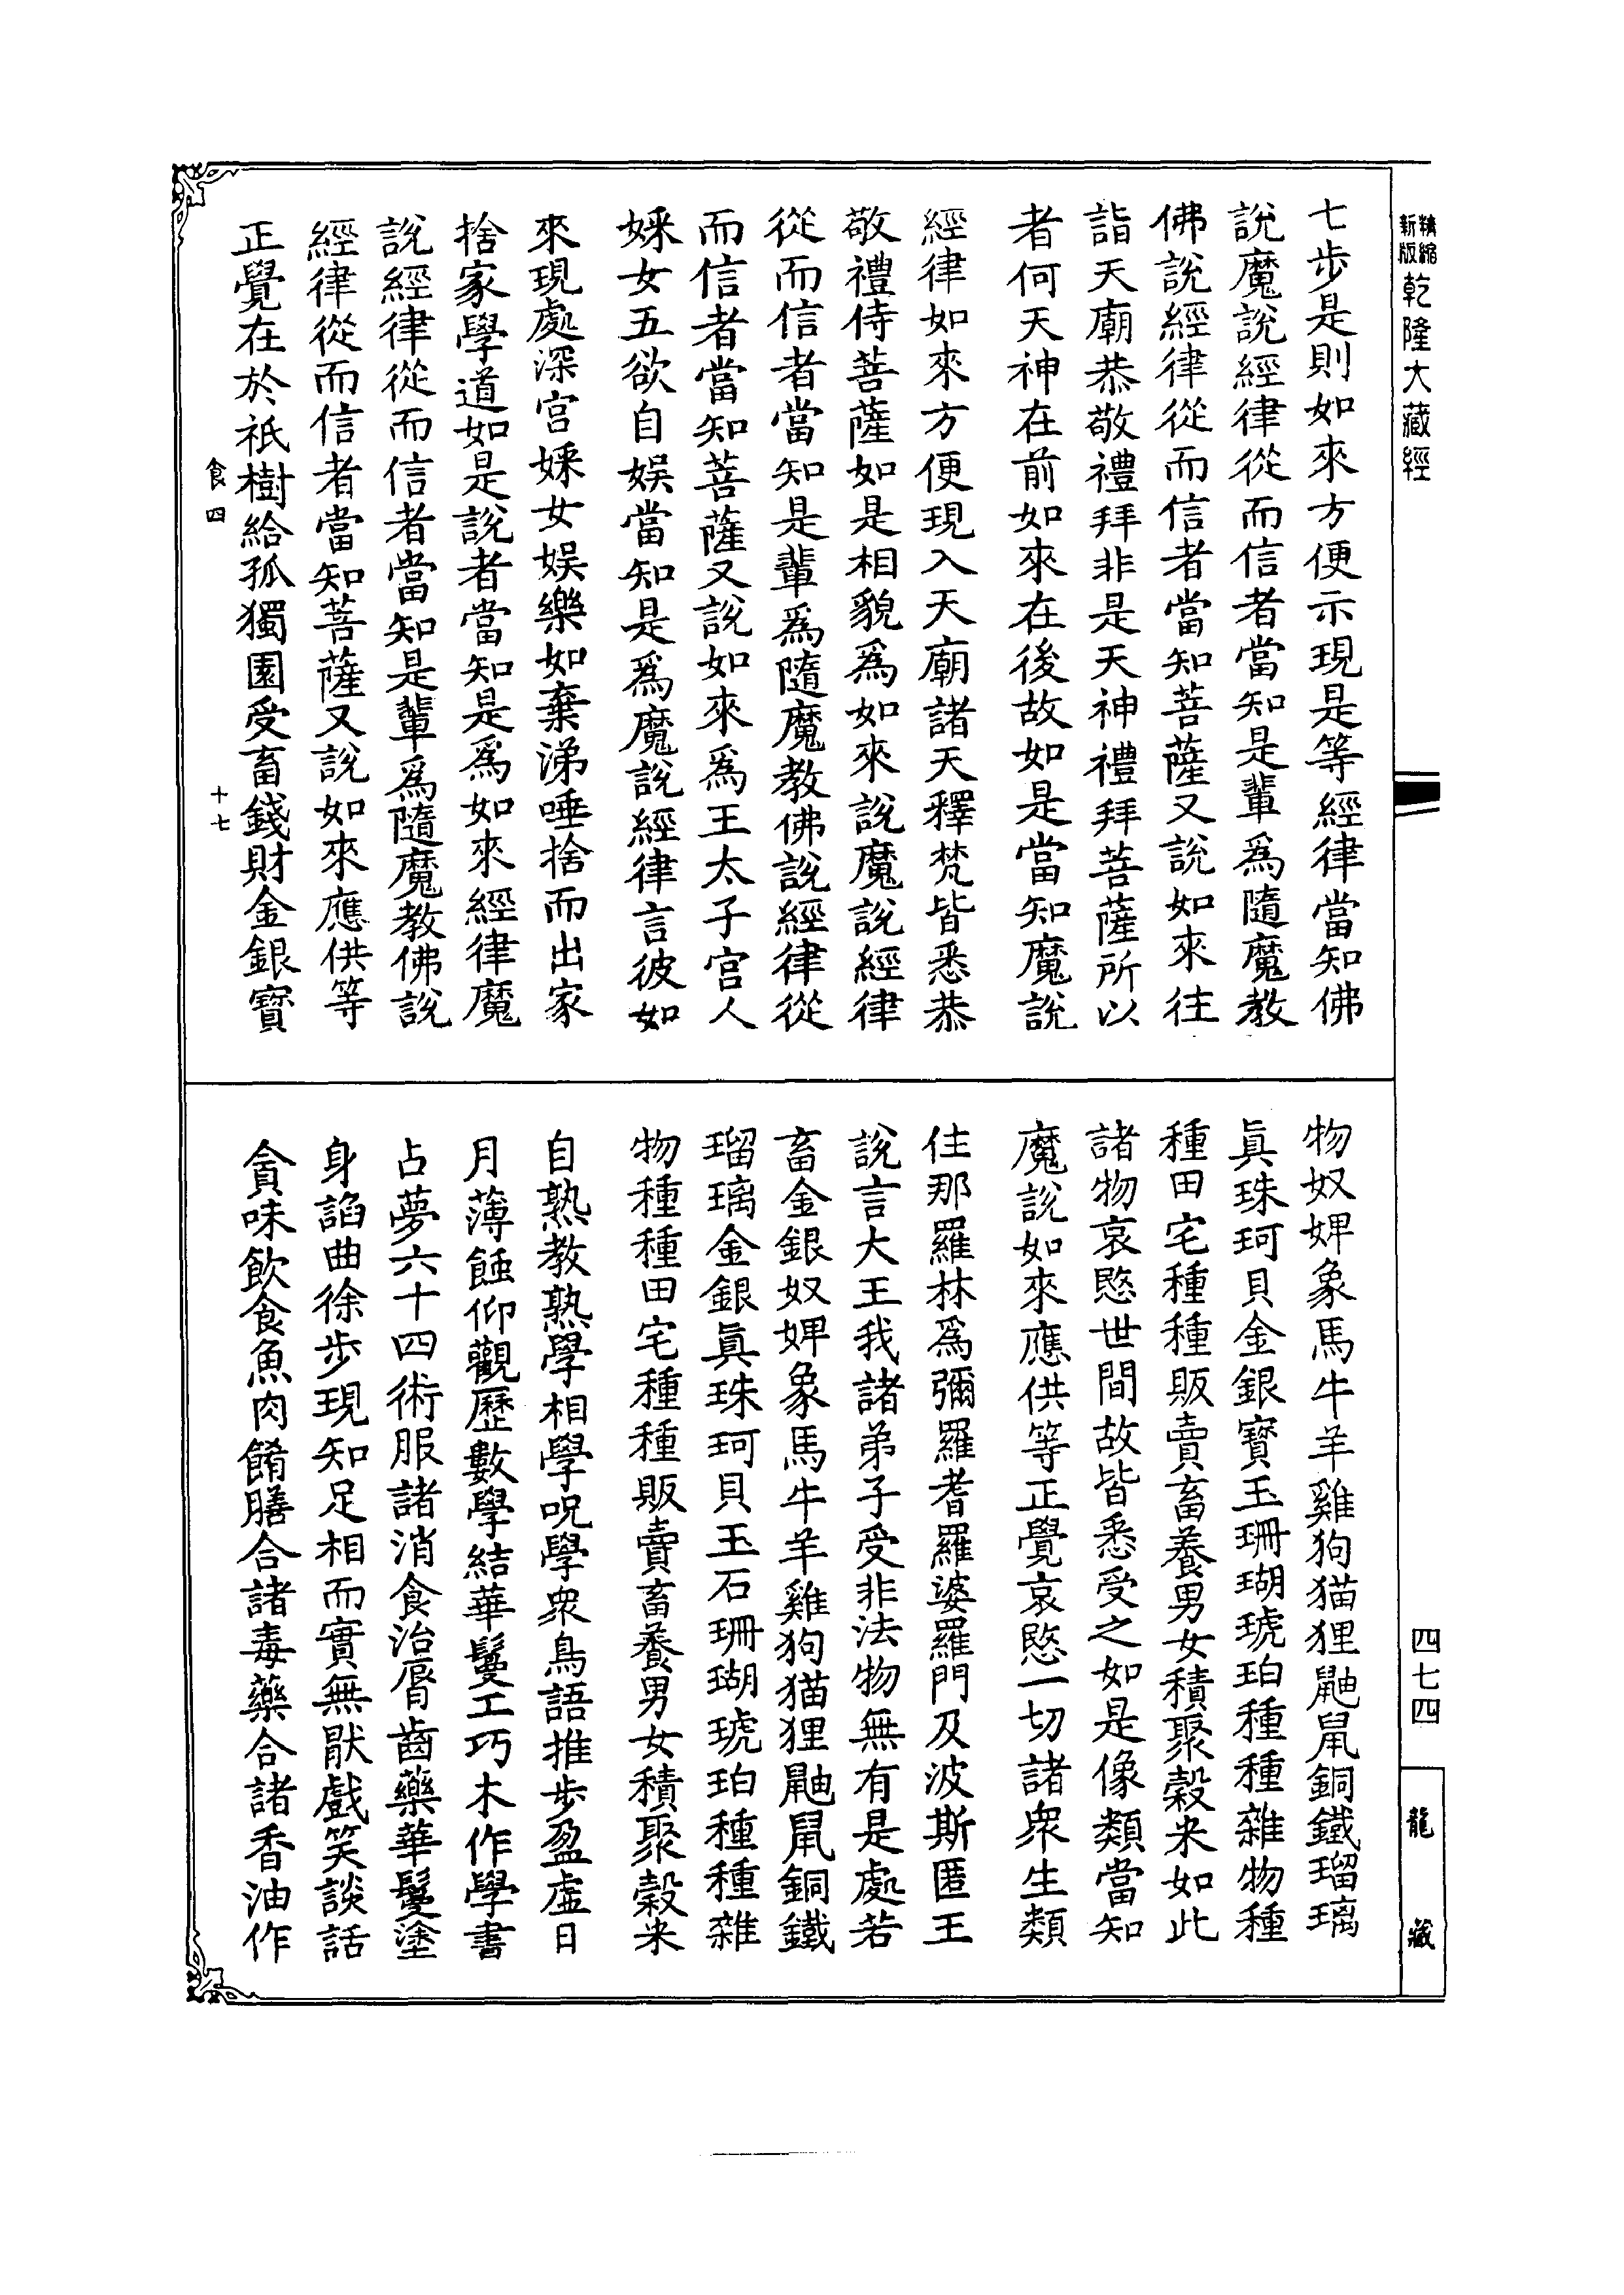 新版
精縮
乾隆大藏經
四七四
龍藏
七步是則如來方便示現是等經律當知佛
說魔說經律從而信者當知是輩爲隨魔教
佛說經律從而信者當知菩薩又說如來往
詣天廟恭敬禮拜非是天神禮拜菩薩所以
者何天神在前如來在後故如是當知魔說
經律如來方便現入天廟諸天釋梵皆悉恭
敬禮侍菩薩如是相貌爲如來說魔說經律
從而信者當知是輩爲隨魔教佛說經律從
而信者當知菩薩又說如來爲王太子宮人
婇女五欲自娛當知是爲魔說經律言彼如
來現處深宮婇女娛樂如棄涕唾捨而出家
捨家學道如是說者當知是爲如來經律魔
說經律從而信者當知是輩爲隨魔教佛說
經律從而信者當知菩薩又說如來應供等
正覺在於祇樹給孤獨園受畜錢財金銀寶
食四
十七
物奴婢象馬牛羊雞狗猫狸鼬鼠銅鐵瑠璃
眞珠珂貝金銀寶玉珊瑚琥珀種種雜物種
種田宅種種販賣畜養男女積聚穀米如此
諸物哀愍世間故皆悉受之如是像類當知
魔說如來應供等正覺哀愍一切諸衆生類
住那羅林爲彌羅耆羅婆羅門及波斯匿王
說言大王我諸弟子受非法物無有是處若
畜金銀奴婢象馬牛羊雞狗猫狸鼬鼠銅鐵
瑠璃金銀眞珠珂貝玉石珊瑚琥珀種種雜
物種種田宅種種販賣畜養男女積聚穀米
自熟教熟學相學呪學衆鳥語推步盈虛日
月薄蝕仰觀歷數學結華鬘工巧木作學書
占夢六十四術服諸消食治脣齒藥華鬘塗
身諂曲徐步現知足相而實無猒戲笑談話
貪味飮食魚肉餚膳合諸毒藥合諸香油作